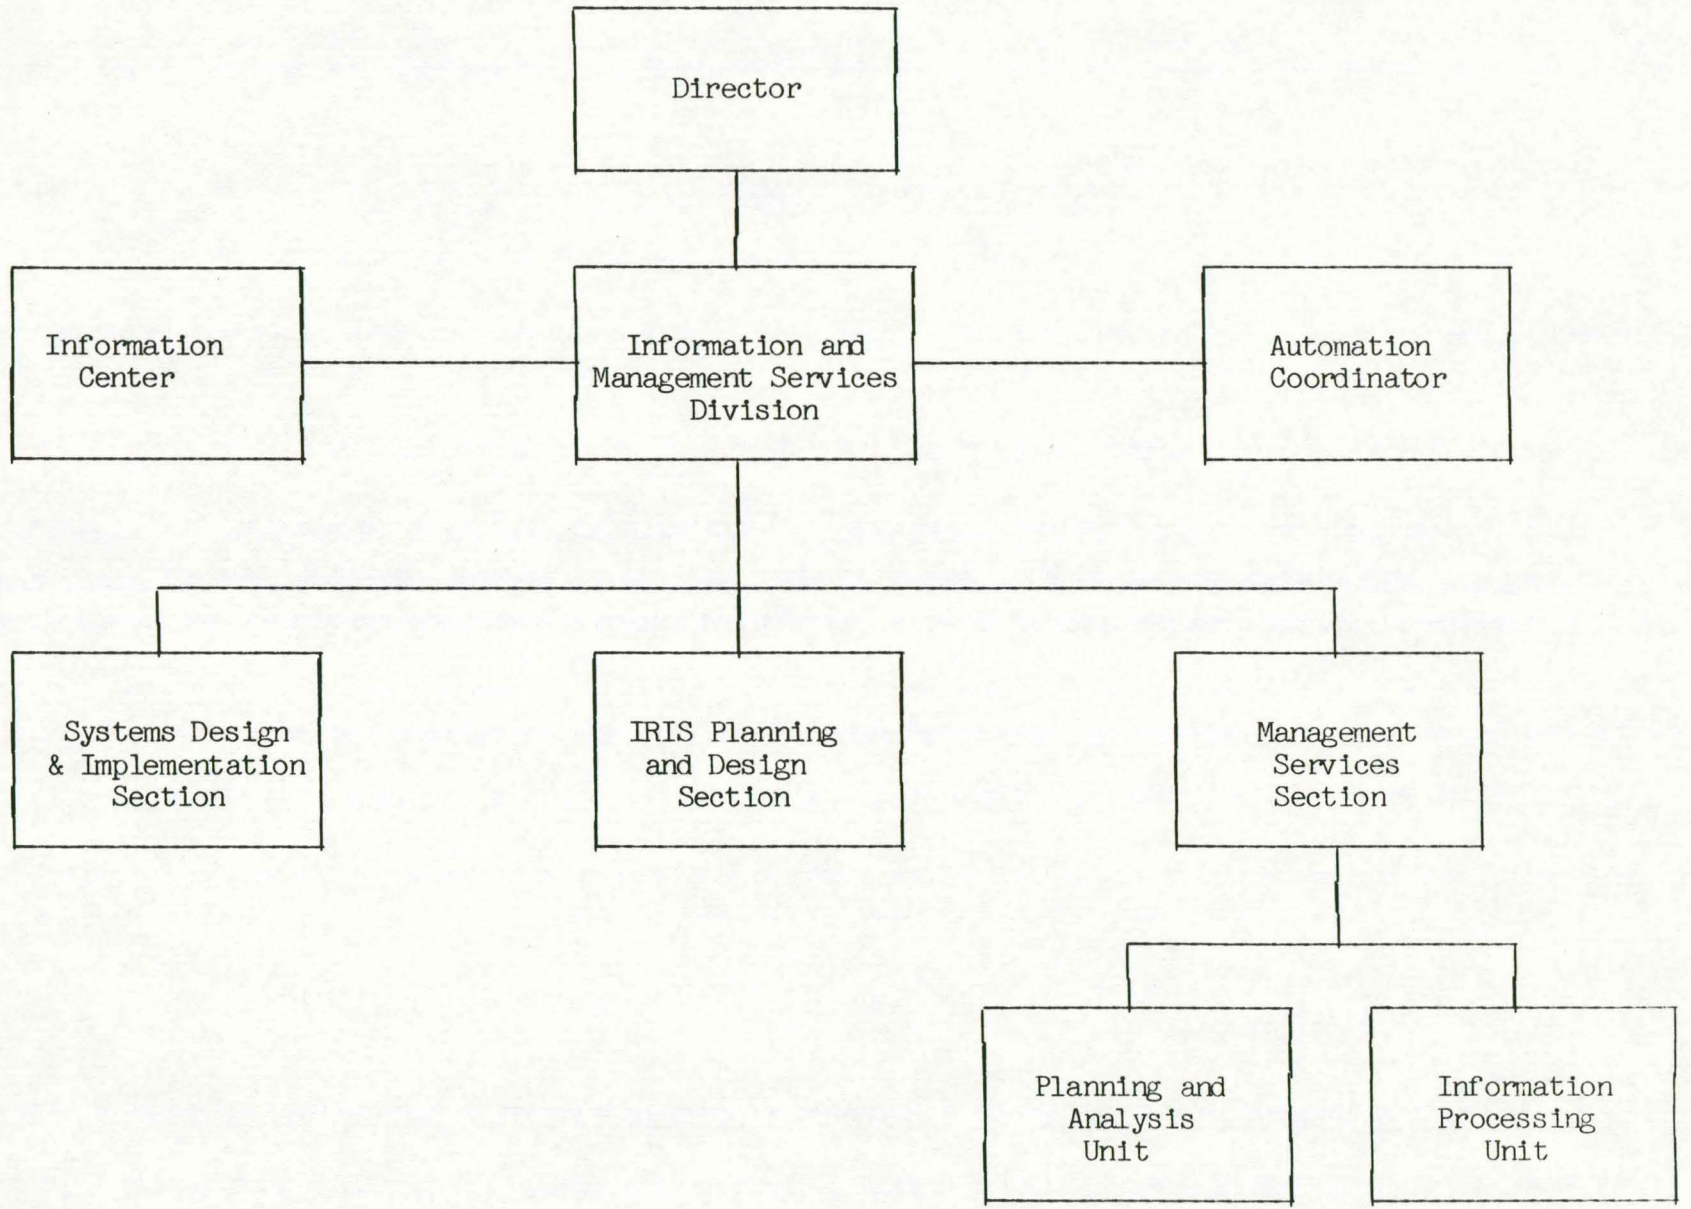 Director
Information
Center
Information and
Management Services
Division
Automation
Coordinator
Systems Design
& Implementation
Section
IRIS Planning
and Design
Section
Management
Services
Section
Planning and
Analysis
Unit
Information
Processing
Unit